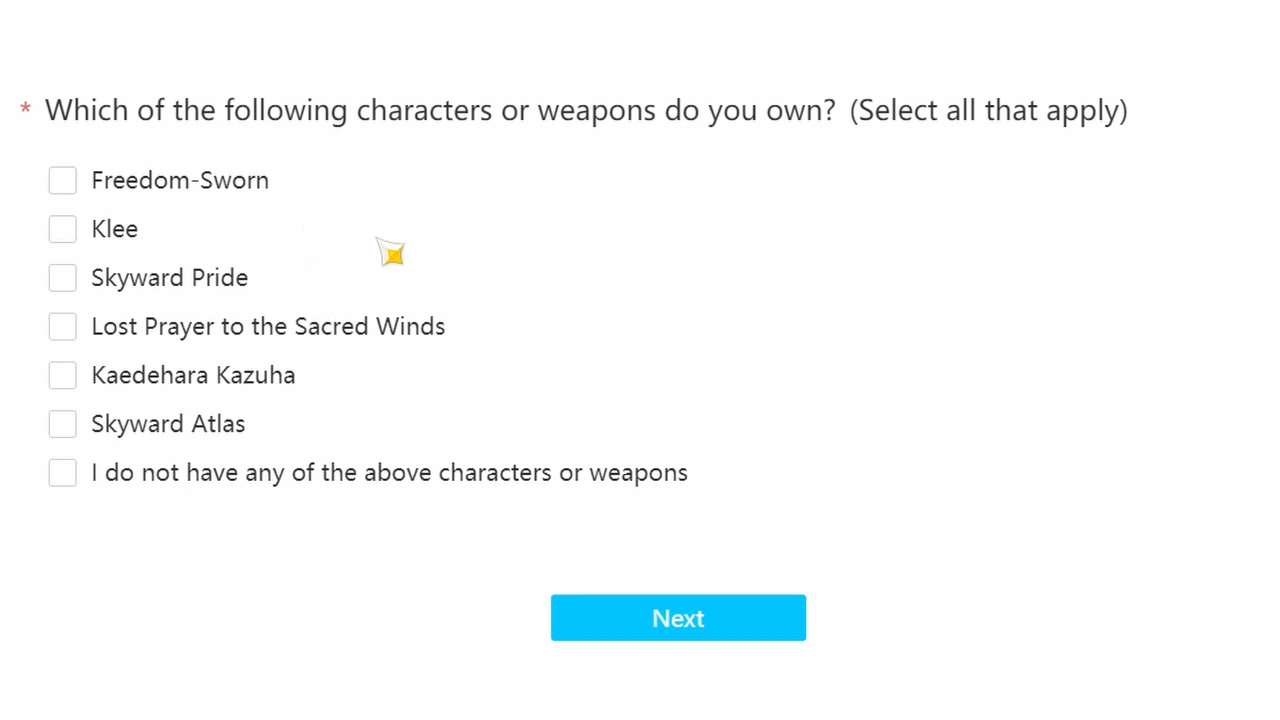 * Which of the following characters or weapons do you own? (Select all that apply)
Freedom-Sworn
Klee
Skyward Pride
Lost Prayer to the Sacred Winds
Kaedehara Kazuha
Skyward Atlas
I do not have any of the above characters or weapons
Next